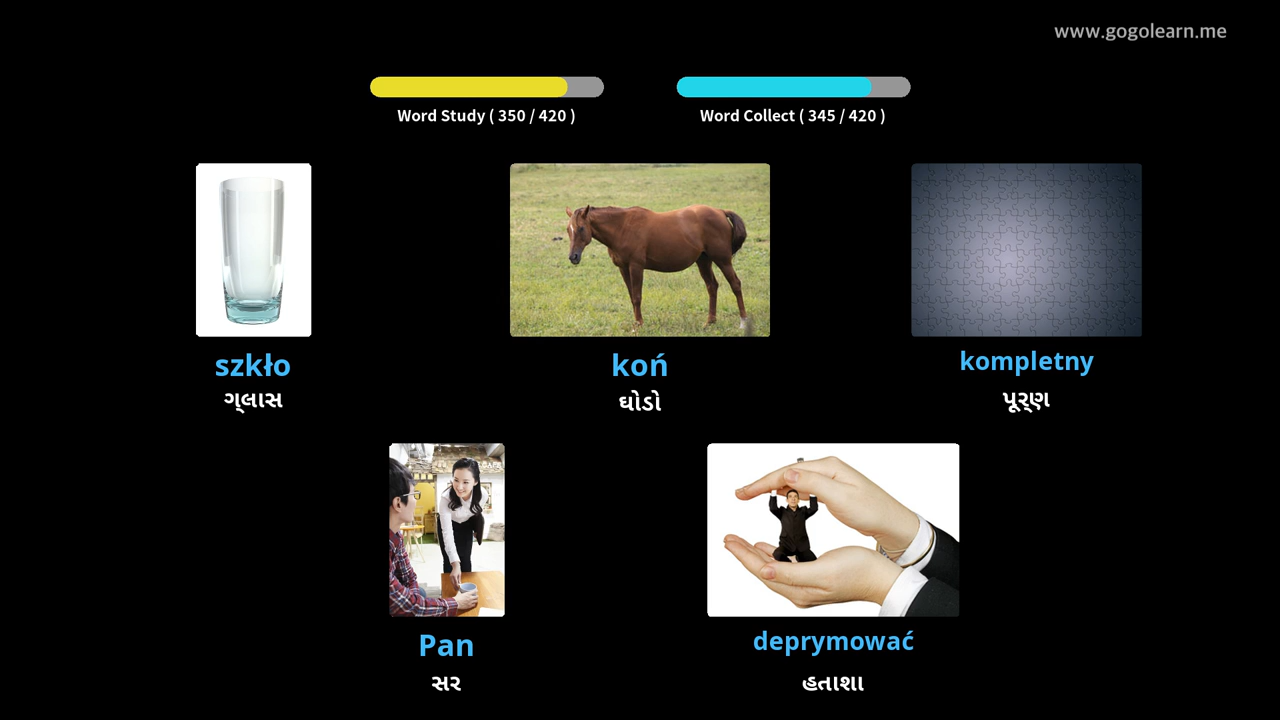 www.gogolearn.me
Word Study ( 350 / 420 )
Word Collect ( 345 / 420 )
szkło
koń
kompletny
ગ્લાસ
ઘોડો
પૂર્ણ
Pan
deprymować
સર
હતાશા